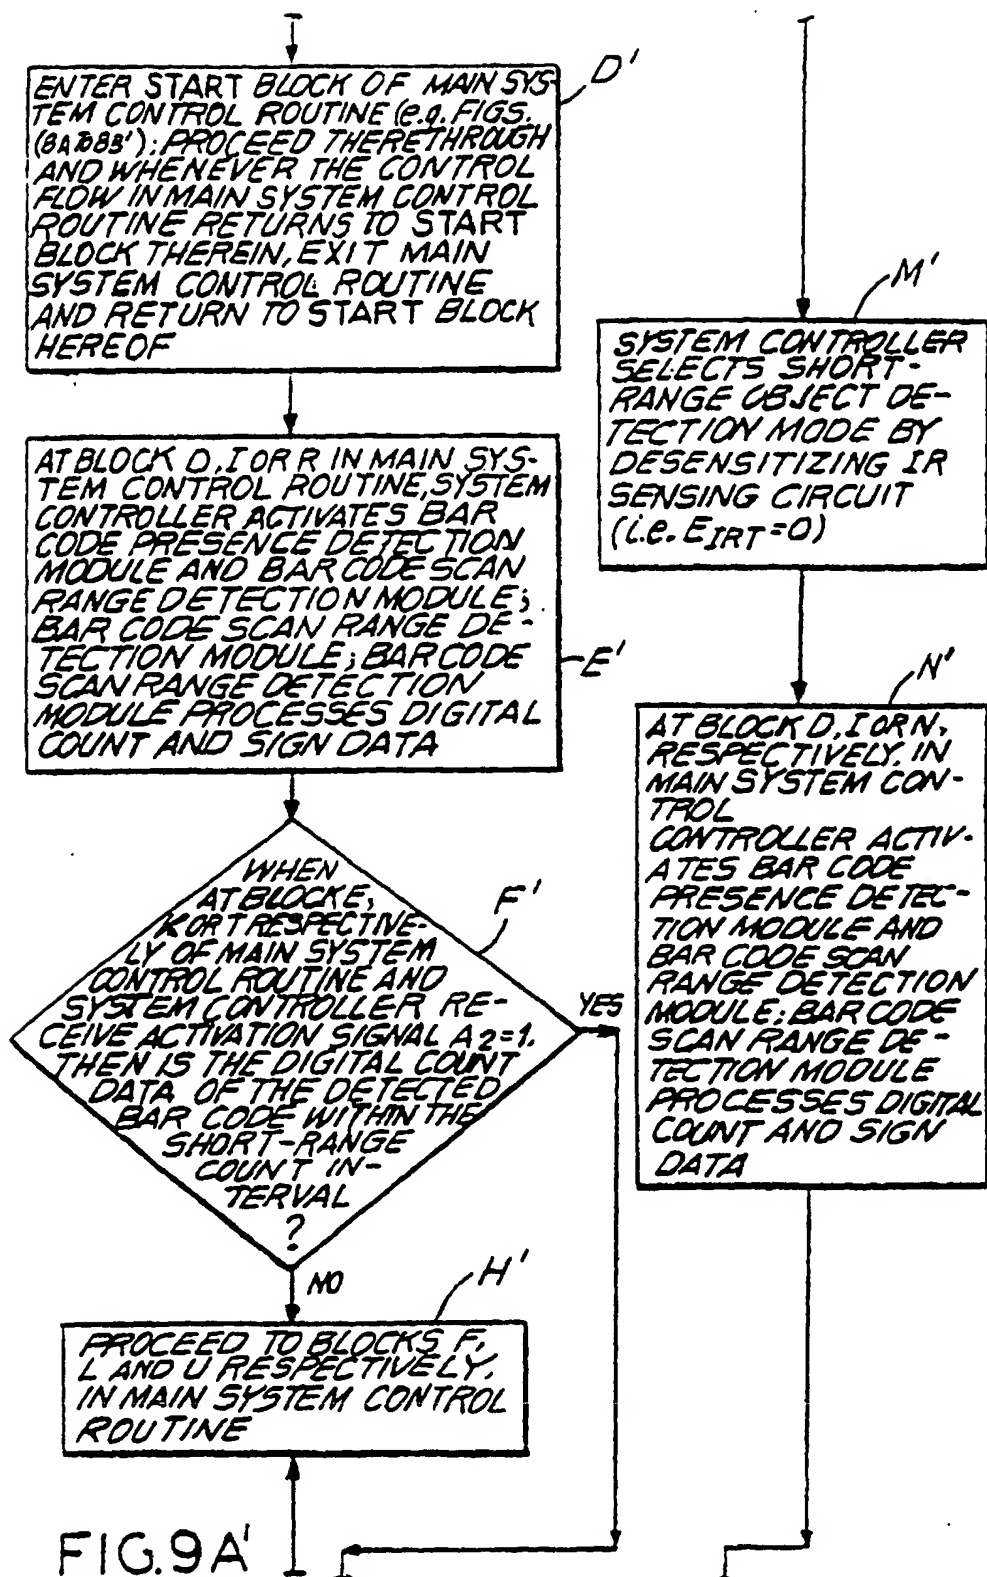 D'
ENTER START BLOCK OF MAIN SYS-
TEM CONTROL ROUTINE (e.g. FIGS.
(8A TO 8B'); PROCEED THERETHROUGH
AND WHENEVER THE CONTROL
FLOW IN MAIN SYSTEM CONTROL
ROUTINE RETURNS TO START
BLOCK THEREIN, EXIT MAIN
SYSTEM CONTROL ROUTINE
AND RETURN TO START BLOCK
HEREOF
E'
AT BLOCK D, I OR R IN MAIN SYS-
TEM CONTROL ROUTINE, SYSTEM
CONTROLLER ACTIVATES BAR
CODE PRESENCE DETECTION
MODULE AND BAR CODE SCAN
RANGE DETECTION MODULE;
BAR CODE SCAN RANGE DE-
TECTION MODULE; BAR CODE
SCAN RANGE DETECTION
MODULE PROCESSES DIGITAL
COUNT AND SIGN DATA
F'
WHEN
AT BLOCK E,
K OR T RESPECTIVE-
LY OF MAIN SYSTEM
CONTROL ROUTINE AND
SYSTEM CONTROLLER RE-
CEIVE ACTIVATION SIGNAL A2=1,
THEN IS THE DIGITAL COUNT
DATA OF THE DETECTED
BAR CODE WITHIN THE
SHORT-RANGE
COUNT IN-
TERVAL
?
YES
NO
H'
PROCEED TO BLOCKS F,
L AND U RESPECTIVELY,
IN MAIN SYSTEM CONTROL
ROUTINE
M'
SYSTEM CONTROLLER
SELECTS SHORT-
RANGE OBJECT DE-
TECTION MODE BY
DESENSITIZING IR
SENSING CIRCUIT
(i.e. EIRT=0)
N'
AT BLOCK D, I OR N,
RESPECTIVELY, IN
MAIN SYSTEM CON-
TROL
CONTROLLER ACTIV-
ATES BAR CODE
PRESENCE DETEC-
TION MODULE AND
BAR CODE SCAN
RANGE DETECTION
MODULE; BAR CODE
SCAN RANGE DE-
TECTION MODULE
PROCESSES DIGITAL
COUNT AND SIGN
DATA
FIG. 9A'